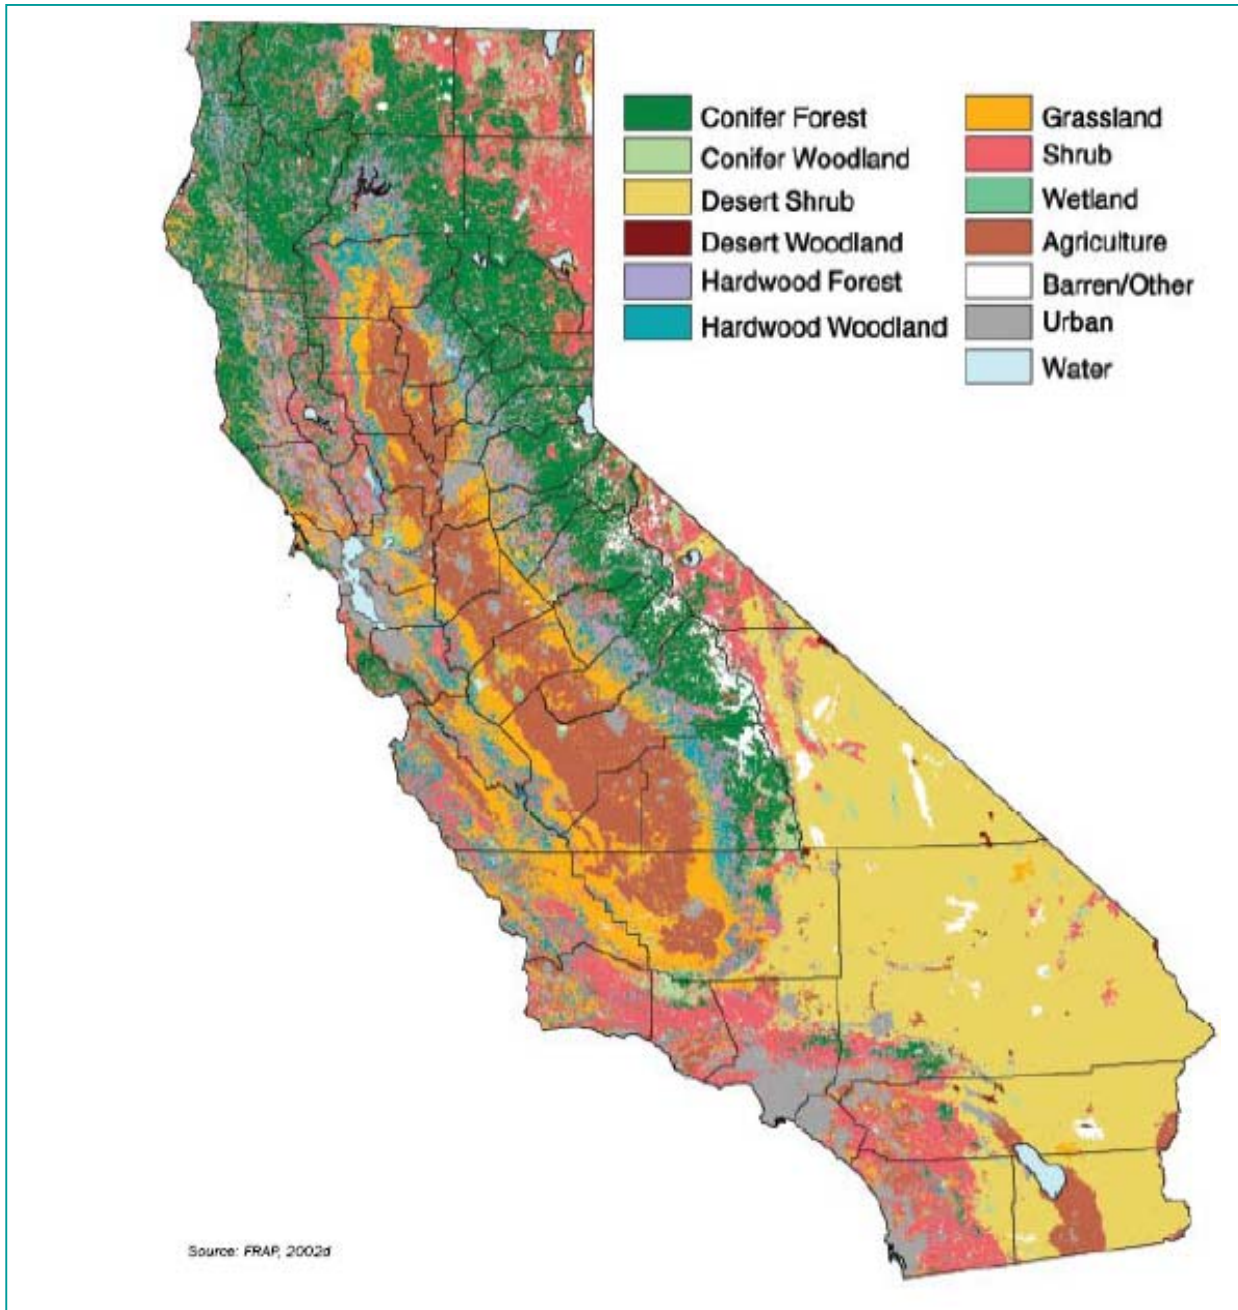 Conifer Forest
Conifer Woodland
Desert Shrub
Desert Woodland
Hardwood Forest
Hardwood Woodland
Grassland
Shrub
Wetland
Agriculture
Barren/Other
Urban
Water
Source: FRAP, 2002d